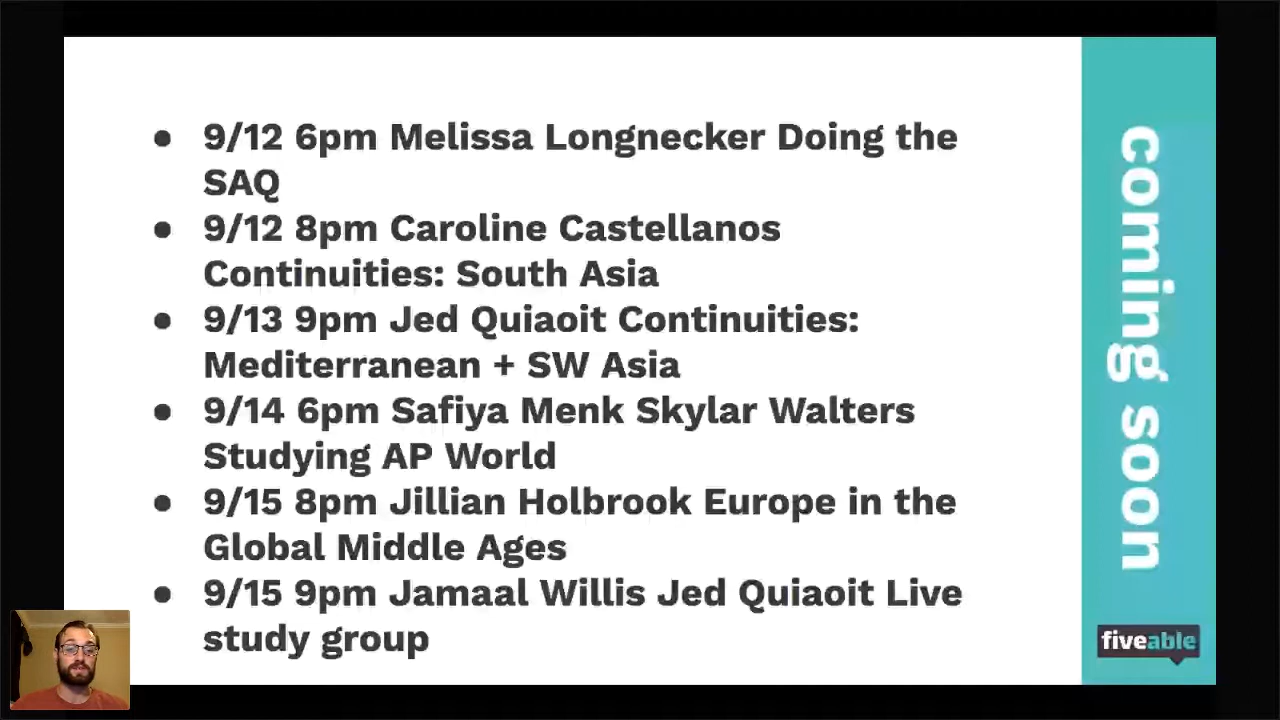 9/12 6pm Melissa Longnecker Doing the
SAQ
9/12 8pm Caroline Castellanos
Continuities: South Asia
9/13 9pm Jed Quiaoit Continuities:
Mediterranean + SW Asia
9/14 6pm Safiya Menk Skylar Walters
Studying AP World
9/15 8pm Jillian Holbrook Europe in the
Global Middle Ages
9/15 9pm Jamaal Willis Jed Quiaoit Live
study group
coming soon
fiveable